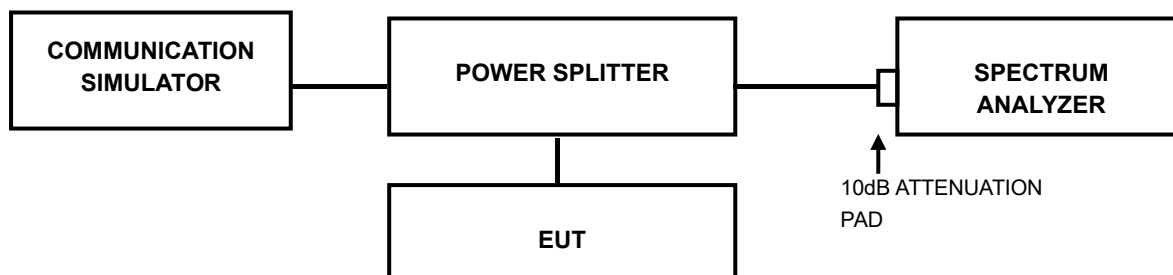 COMMUNICATION
SIMULATOR
POWER SPLITTER
SPECTRUM
ANALYZER
10dB ATTENUATION
PAD
EUT